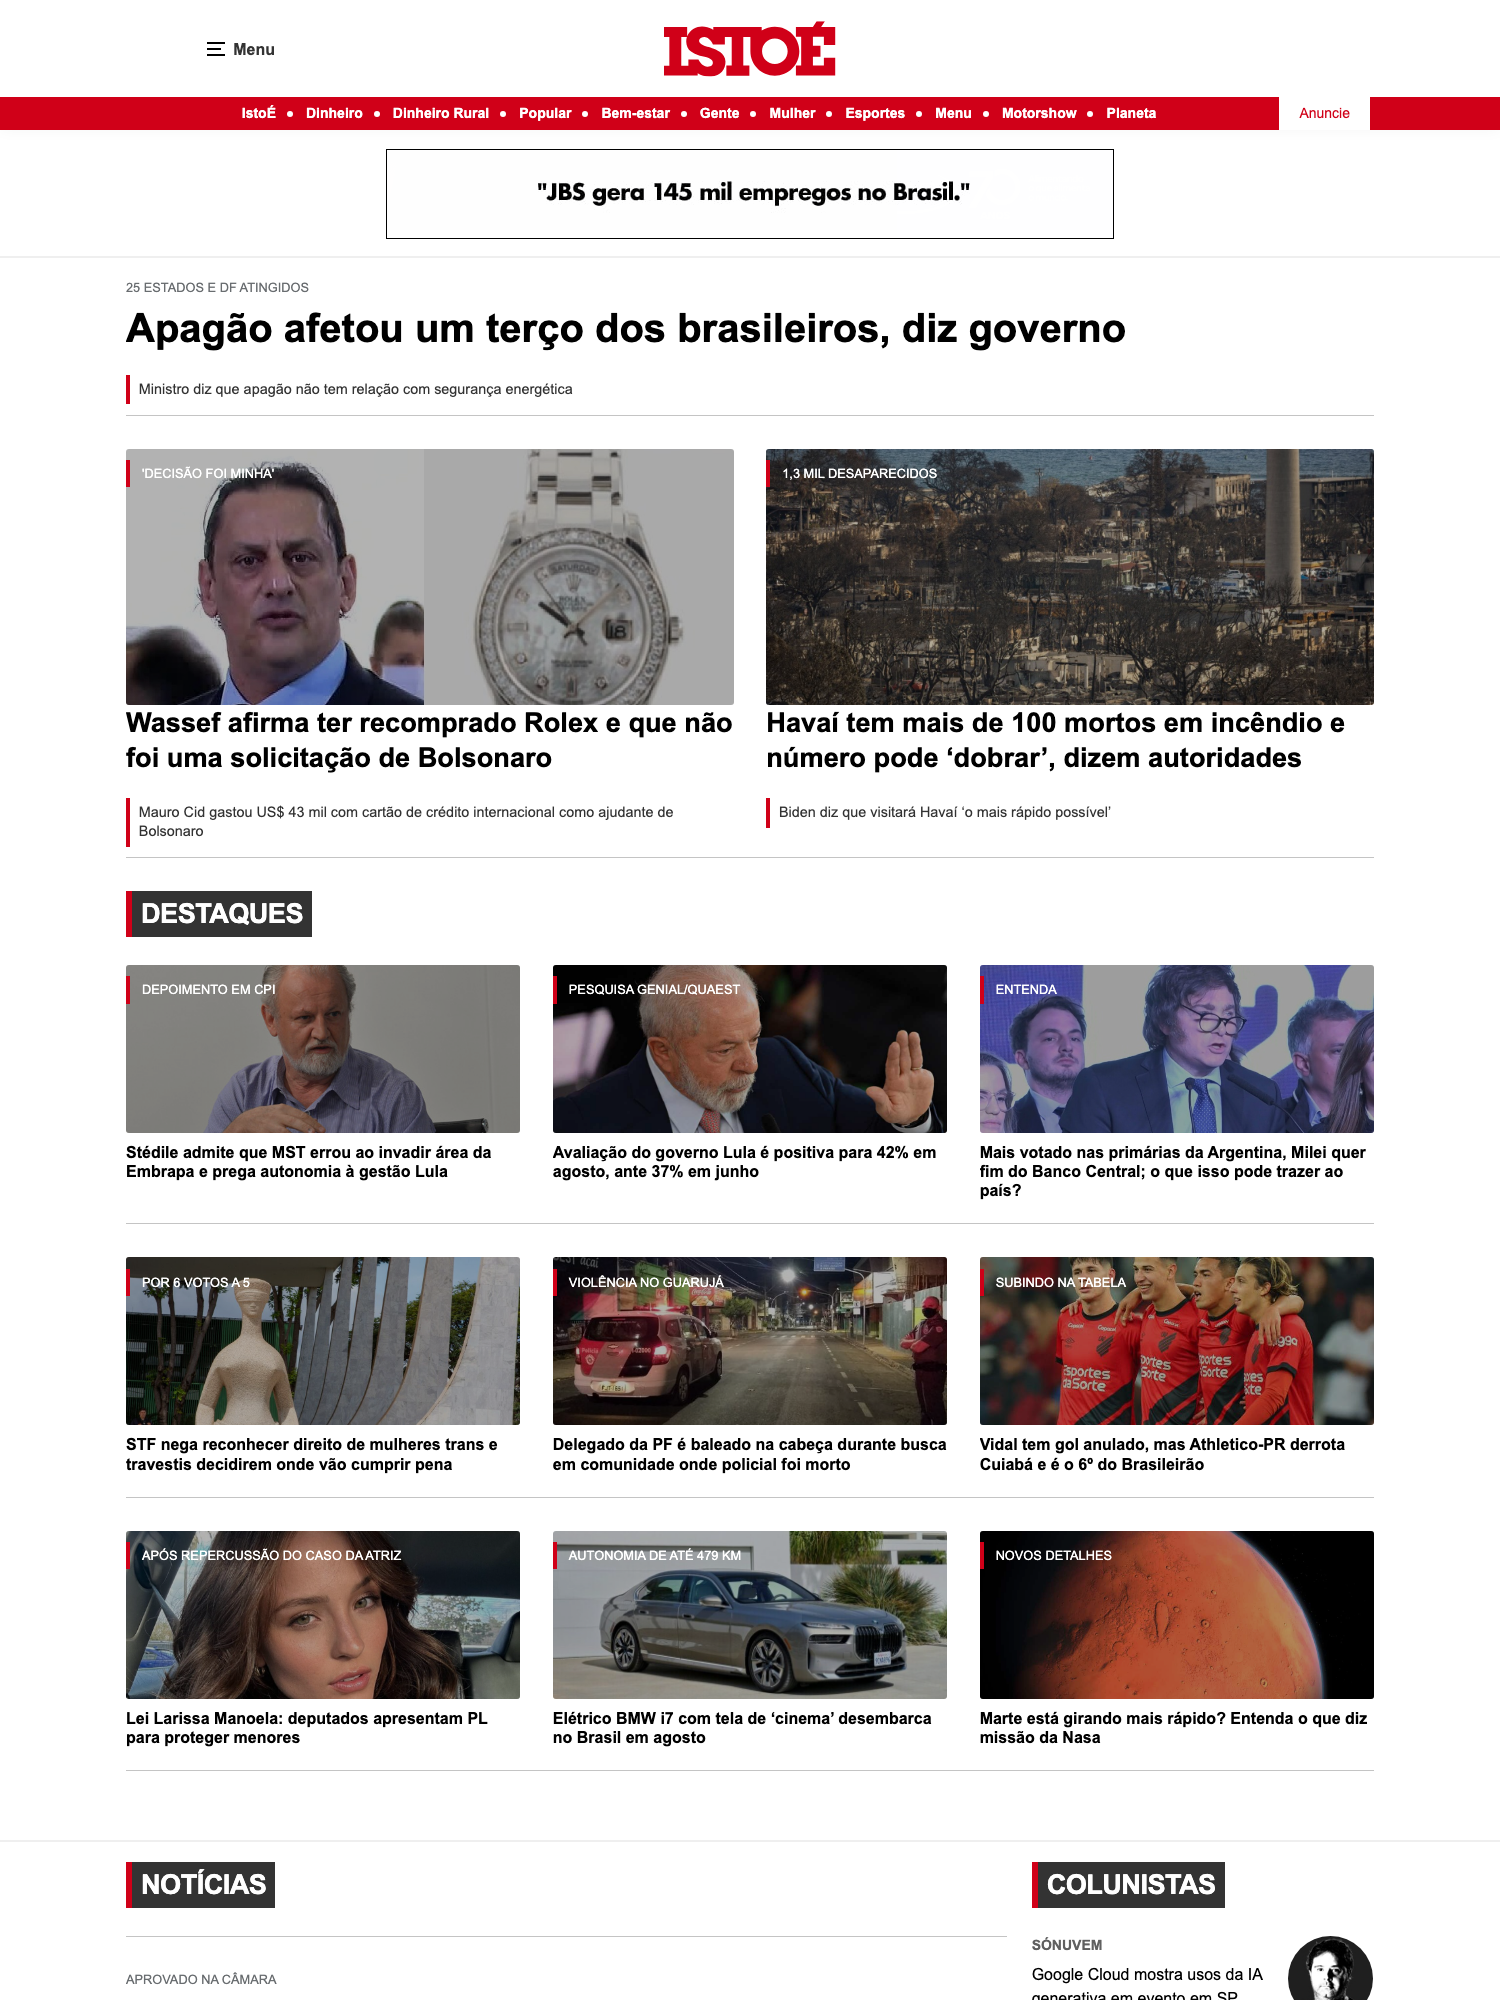 Menu
ISTOÉ
IstoÉ • Dinheiro • Dinheiro Rural • Popular • Bem-estar • Gente • Mulher • Esportes • Menu • Motorshow • Planeta
Anuncie
"JBS gera 145 mil empregos no Brasil."
25 ESTADOS E DF ATINGIDOS
Apagão afetou um terço dos brasileiros, diz governo
Ministro diz que apagão não tem relação com segurança energética
'DECISÃO FOI MINHA'
SATURDAY
ROLEX
18
Wassef afirma ter recomprado Rolex e que não
foi uma solicitação de Bolsonaro
Mauro Cid gastou US$ 43 mil com cartão de crédito internacional como ajudante de
Bolsonaro
1,3 MIL DESAPARECIDOS
Havaí tem mais de 100 mortos em incêndio e
número pode ‘dobrar’, dizem autoridades
Biden diz que visitará Havaí ‘o mais rápido possível’
DESTAQUES
DEPOIMENTO EM CPI
Stédile admite que MST errou ao invadir área da
Embrapa e prega autonomia à gestão Lula
PESQUISA GENIAL/QUAEST
Avaliação do governo Lula é positiva para 42% em
agosto, ante 37% em junho
ENTENDA
Mais votado nas primárias da Argentina, Milei quer
fim do Banco Central; o que isso pode trazer ao
país?
POR 6 VOTOS A 5
STF nega reconhecer direito de mulheres trans e
travestis decidirem onde vão cumprir pena
VIOLÊNCIA NO GUARUJÁ
Delegado da PF é baleado na cabeça durante busca
em comunidade onde policial foi morto
SUBINDO NA TABELA
Esportes
da Sorte
Vidal tem gol anulado, mas Athletico-PR derrota
Cuiabá e é o 6º do Brasileirão
APÓS REPERCUSSÃO DO CASO DA ATRIZ
Lei Larissa Manoela: deputados apresentam PL
para proteger menores
AUTONOMIA DE ATÉ 479 KM
Elétrico BMW i7 com tela de ‘cinema’ desembarca
no Brasil em agosto
NOVOS DETALHES
Marte está girando mais rápido? Entenda o que diz
missão da Nasa
NOTÍCIAS
APROVADO NA CÂMARA
COLUNISTAS
SÓNUVEM
Google Cloud mostra usos da IA
generativa em evento em SP